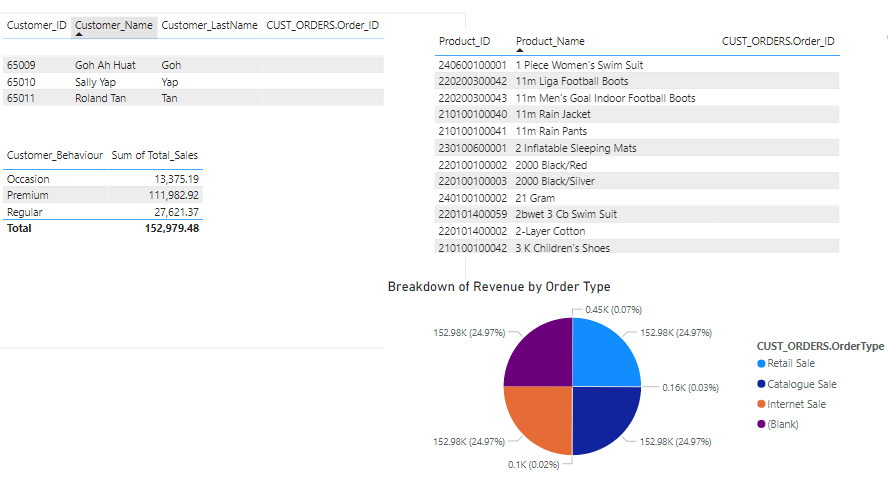 Customer_ID Customer_Name Customer_LastName CUST_ORDERS.Order_ID
65009 Goh Ah Huat Goh
65010 Sally Yap Yap
65011 Roland Tan Tan
Customer_Behaviour Sum of Total_Sales
Occasion 13,375.19
Premium 111,982.92
Regular 27,621.37
Total 152,979.48
Product_ID Product_Name CUST_ORDERS.Order_ID
240600100001 1 Piece Women's Swim Suit
220200300042 11m Liga Football Boots
220200300043 11m Men's Goal Indoor Football Boots
210100100040 11m Rain Jacket
210100100041 11m Rain Pants
230100600001 2 Inflatable Sleeping Mats
220100100002 2000 Black/Red
220100100003 2000 Black/Silver
240100100002 21 Gram
220101400059 2bwet 3 Cb Swim Suit
220101400002 2-Layer Cotton
210100100042 3 K Children's Shoes
Breakdown of Revenue by Order Type
0.45K (0.07%)
152.98K (24.97%) 152.98K (24.97%)
0.16K (0.03%)
152.98K (24.97%) 152.98K (24.97%)
0.1K (0.02%)
CUST_ORDERS.OrderType
Retail Sale
Catalogue Sale
Internet Sale
(Blank)